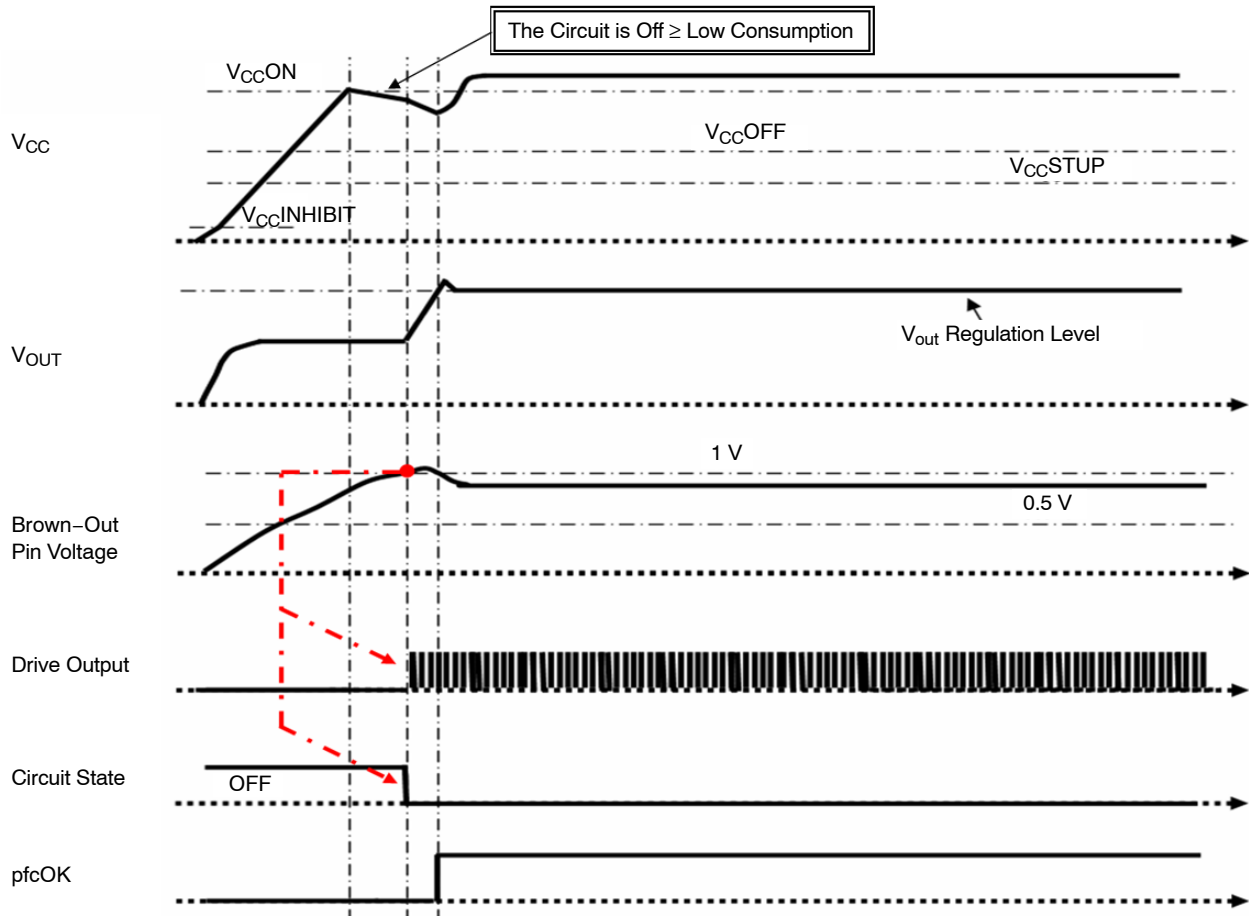 The Circuit is Off ≥ Low Consumption
VCCON
VCC
VCCOFF
VCCSTUP
VCCINHIBIT
Vout Regulation Level
VOUT
1 V
0.5 V
Brown−Out
Pin Voltage
Drive Output
Circuit State
OFF
pfcOK